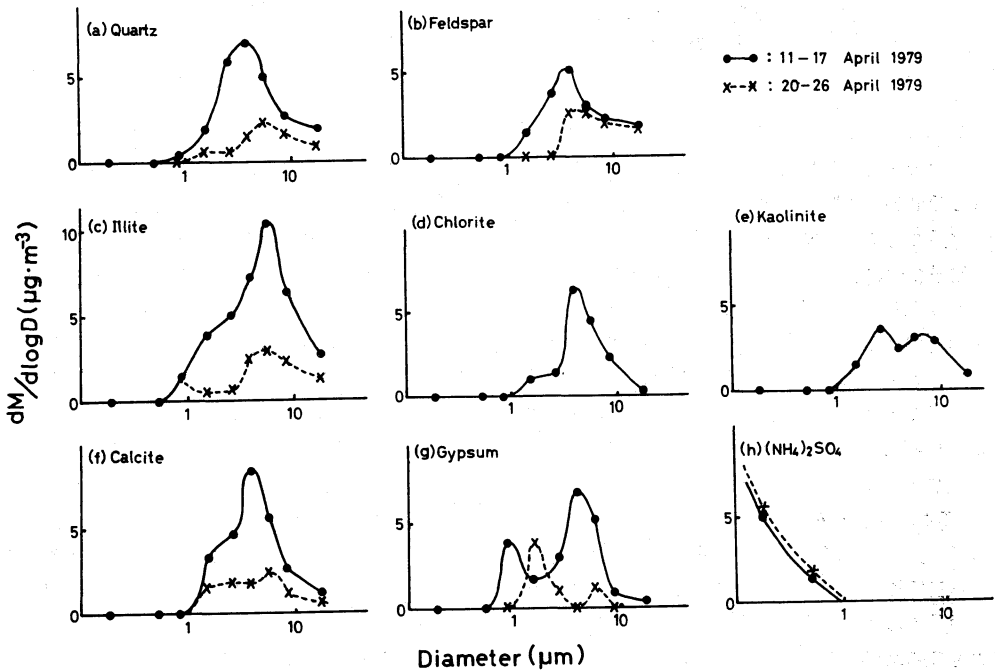 (a) Quartz
5
0
1
10
(b) Feldspar
5
0
1
10
●—● : 11–17 April 1979
x--x : 20–26 April 1979
dM/dlogD (μg·m⁻³)
(c) Illite
10
5
0
1
10
(d) Chlorite
5
0
1
10
(e) Kaolinite
5
0
1
10
(f) Calcite
5
0
1
10
(g) Gypsum
5
0
1
10
(h) (NH₄)₂SO₄
5
0
1
10
Diameter (μm)